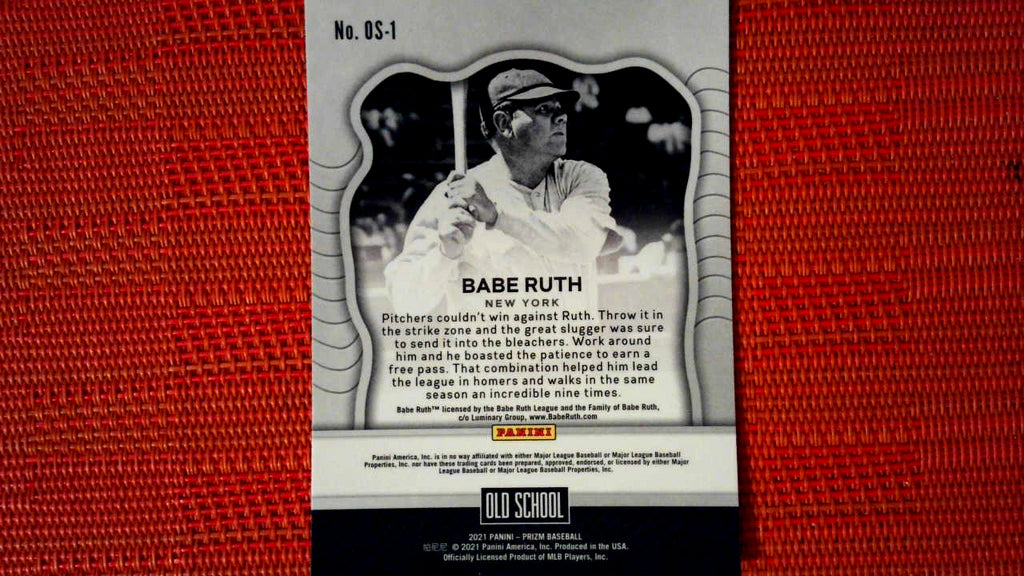 No. OS-1
BABE RUTH
NEW YORK
Pitchers couldn't win against Ruth. Throw it in
the strike zone and the great slugger was sure
to send it into the bleachers. Work around
him and he boasted the patience to earn a
free pass. That combination helped him lead
the league in homers and walks in the same
season an incredible nine times.
Babe Ruth™ licensed by the Babe Ruth League and the Family of Babe Ruth,
c/o Luminary Group, www.BabeRuth.com
PANINI
Panini America, Inc. is in no way affiliated with either Major League Baseball or Major League Baseball
Properties, Inc. nor have these trading cards been prepared, approved, endorsed, or licensed by either Major
League Baseball or Major League Baseball Properties, Inc.
OLD SCHOOL
2021 PANINI – PRIZM BASEBALL
帕尼尼 © 2021 Panini America, Inc. Produced in the USA.
Officially Licensed Product of MLB Players, Inc.